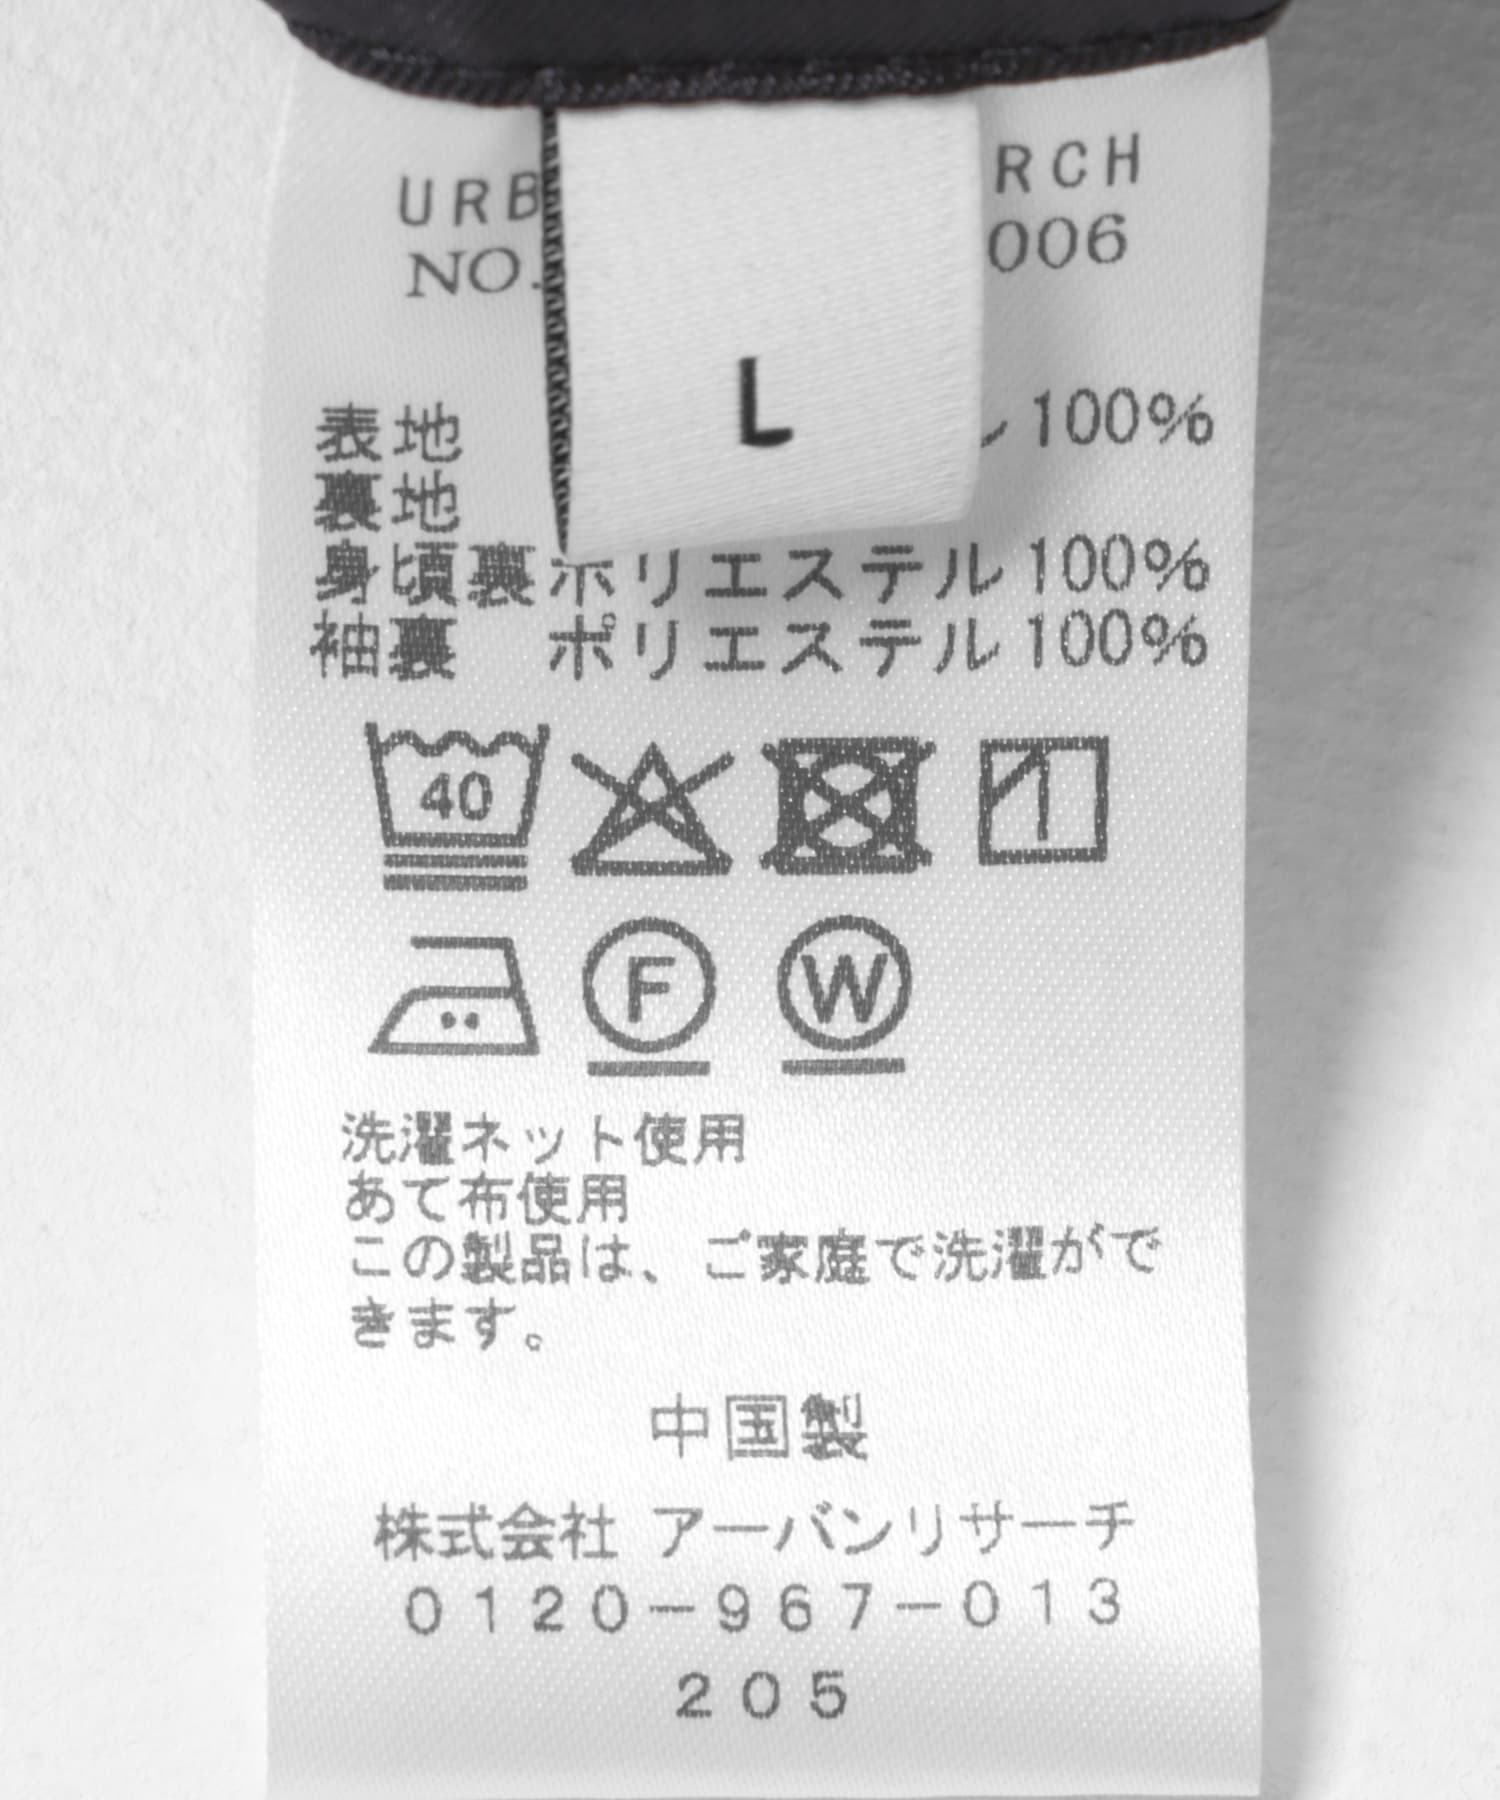 L
100%
表地
裏地
身頃裏ポリエステル100%
袖裏 ポリエステル100%
40
F W
洗濯ネット使用
あて布使用
この製品は、ご家庭で洗濯がで
きます。
中国製
株式会社 アーバンリサーチ
0120-967-013
205